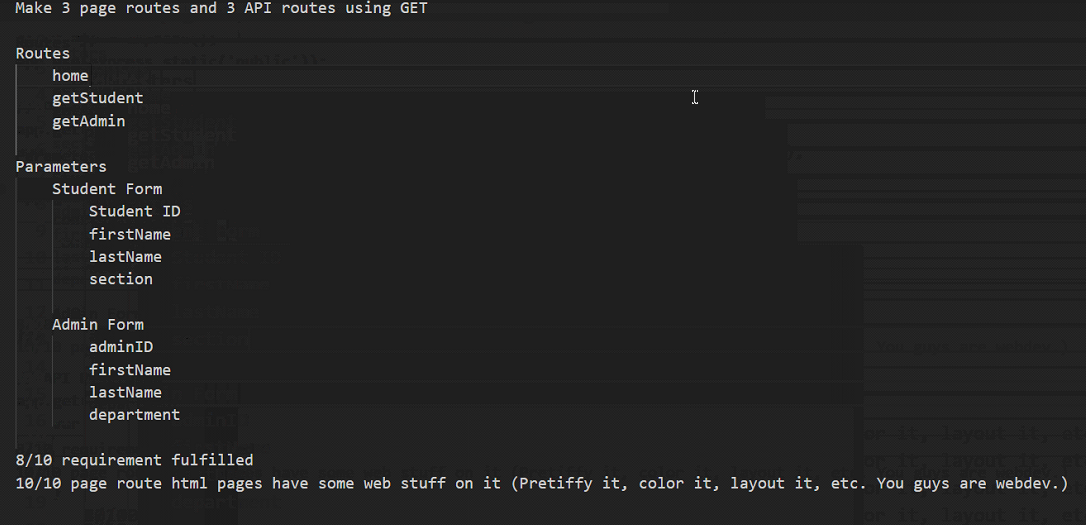 Make 3 page routes and 3 API routes using GET
Routes
home
getStudent
getAdmin
Parameters
Student Form
Student ID
firstName
lastName
section
Admin Form
adminID
firstName
lastName
department
8/10 requirement fulfilled
10/10 page route html pages have some web stuff on it (Pretiffy it, color it, layout it, etc. You guys are webdev.)